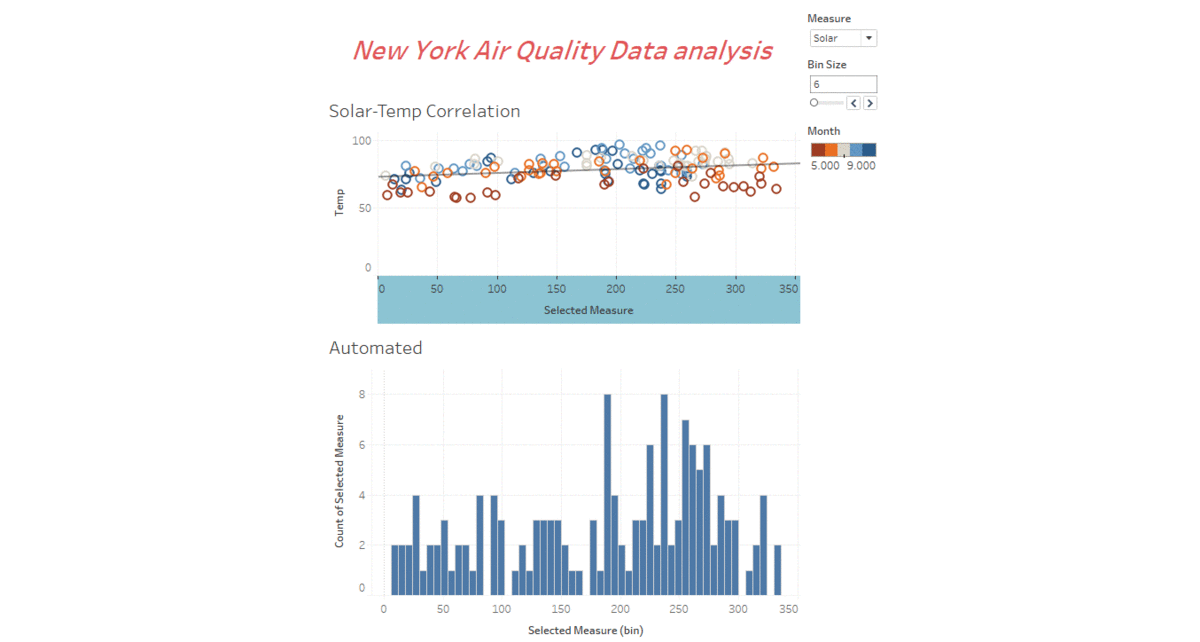 New York Air Quality Data analysis
Measure
Solar
Bin Size
6
Month
5.000 9.000
Solar-Temp Correlation
100
50
0
Temp
0 50 100 150 200 250 300 350
Selected Measure
Automated
8
6
4
2
0
Count of Selected Measure
0 50 100 150 200 250 300 350
Selected Measure (bin)